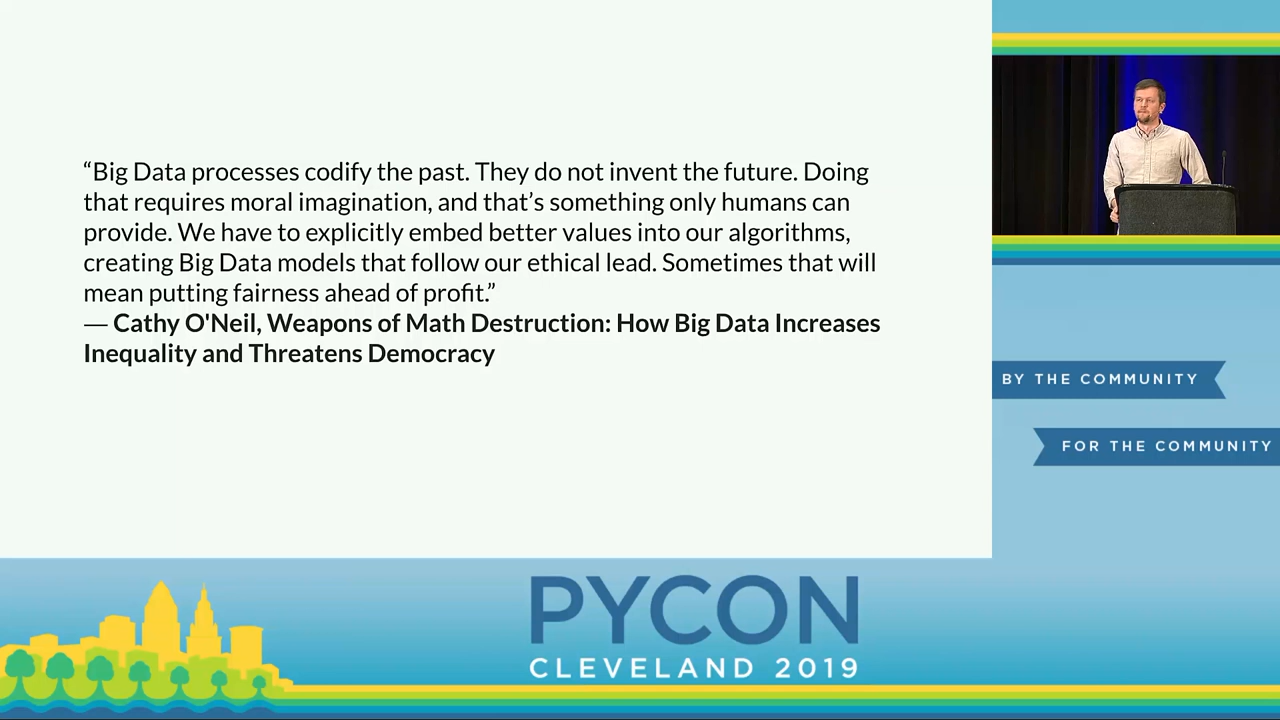 “Big Data processes codify the past. They do not invent the future. Doing
that requires moral imagination, and that’s something only humans can
provide. We have to explicitly embed better values into our algorithms,
creating Big Data models that follow our ethical lead. Sometimes that will
mean putting fairness ahead of profit.”
― Cathy O'Neil, Weapons of Math Destruction: How Big Data Increases
Inequality and Threatens Democracy
BY THE COMMUNITY
FOR THE COMMUNITY
PYCON
CLEVELAND 2019